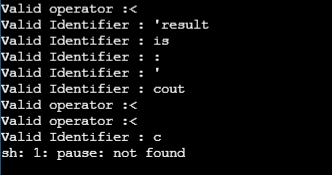 Valid operator :<
Valid Identifier : 'result
Valid Identifier : is
Valid Identifier : :
Valid Identifier : '
Valid Identifier : cout
Valid operator :<
Valid operator :<
Valid Identifier : c
sh: 1: pause: not found